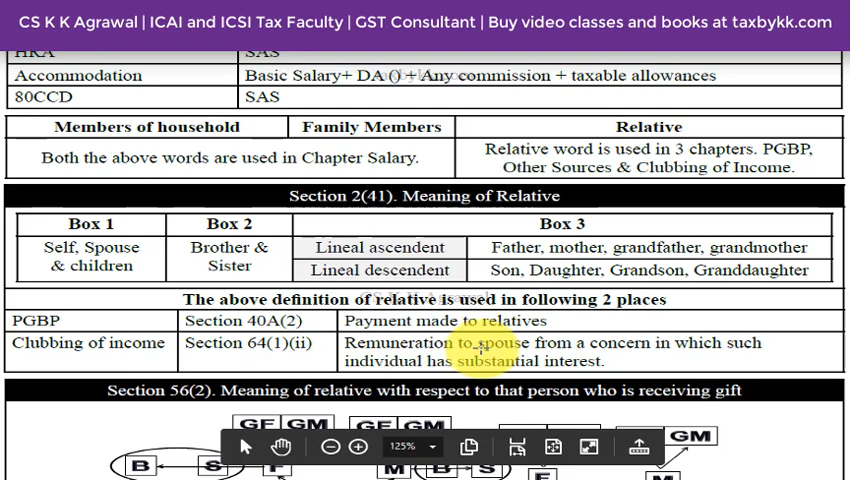 CS K K Agrawal | ICAI and ICSI Tax Faculty | GST Consultant | Buy video classes and books at taxbykk.com
HRA SAS
Accommodation Basic Salary+ DA () + Any commission + taxable allowances
80CCD SAS
Members of household Family Members Relative
Both the above words are used in Chapter Salary. Relative word is used in 3 chapters. PGBP, Other Sources & Clubbing of Income.
Section 2(41). Meaning of Relative
Box 1 Box 2 Box 3
Self, Spouse & children Brother & Sister Lineal ascendent Father, mother, grandfather, grandmother
Lineal descendent Son, Daughter, Grandson, Granddaughter
CS K K Agrawal
The above definition of relative is used in following 2 places
PGBP Section 40A(2) Payment made to relatives
Clubbing of income Section 64(1)(ii) Remuneration to spouse from a concern in which such
individual has substantial interest.
Section 56(2). Meaning of relative with respect to that person who is receiving gift
GF GM GF GM GM
125%
B S F M B S F M